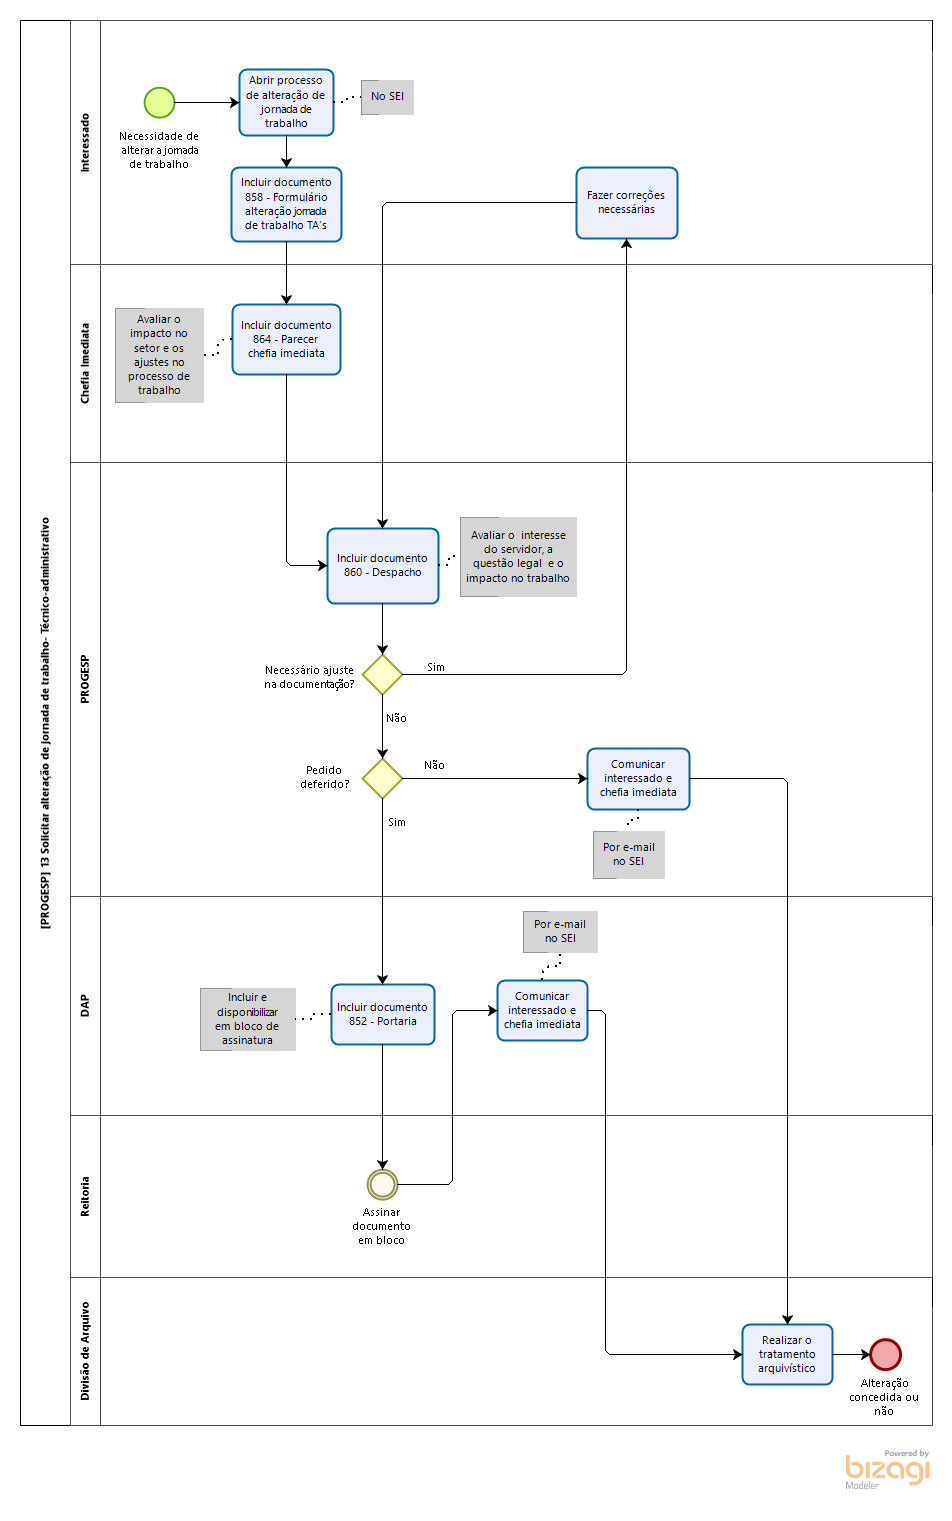 [PROGESP] 13 Solicitar alteração de jornada de trabalho- Técnico-administrativo
Interessado
Necessidade de
alterar a jornada
de trabalho
Abrir processo
de alteração de
jornada de
trabalho
No SEI
Incluir documento
858 - Formulário
alteração jornada
de trabalho TA's
Fazer correções
necessárias
Chefia Imediata
Avaliar o
impacto no
setor e os
ajustes no
processo de
trabalho
Incluir documento
864 - Parecer
chefia imediata
PROGESP
Incluir documento
860 - Despacho
Avaliar o interesse
do servidor, a
questão legal e o
impacto no trabalho
Necessário ajuste
na documentação?
Sim
Não
Pedido
deferido?
Não
Sim
Comunicar
interessado e
chefia imediata
Por e-mail
no SEI
DAP
Por e-mail
no SEI
Incluir e
disponibilizar
em bloco de
assinatura
Incluir documento
852 - Portaria
Comunicar
interessado e
chefia imediata
Reitoria
Assinar
documento
em bloco
Divisão de Arquivo
Realizar o
tratamento
arquivístico
Alteração
concedida ou
não
Powered by
bizagi
Modeler